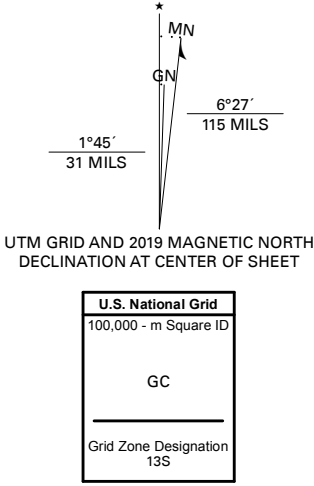 ★
MN
GN
6°27´
115 MILS
1°45´
31 MILS
UTM GRID AND 2019 MAGNETIC NORTH
DECLINATION AT CENTER OF SHEET
U.S. National Grid
100,000 - m Square ID
GC
Grid Zone Designation
13S